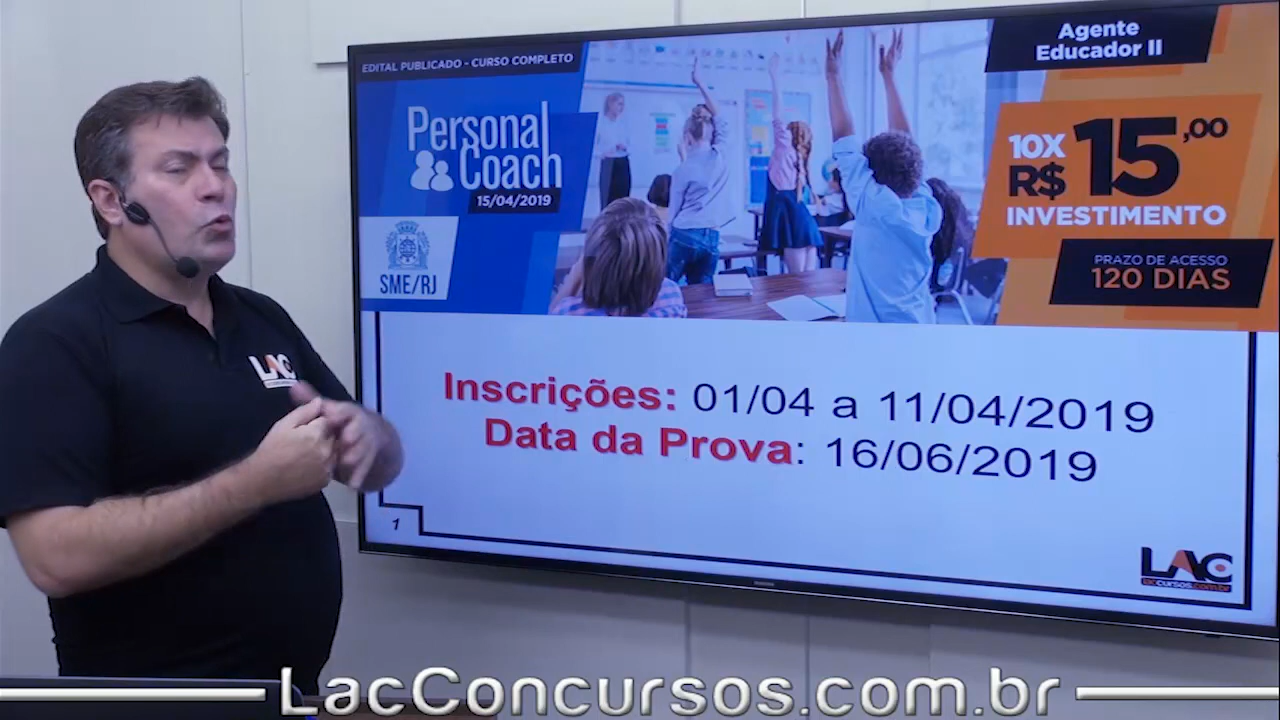 EDITAL PUBLICADO - CURSO COMPLETO
Personal
Coach
15/04/2019
SME/RJ
Agente
Educador II
10X
R$ 15,00
INVESTIMENTO
PRAZO DE ACESSO
120 DIAS
Inscrições: 01/04 a 11/04/2019
Data da Prova: 16/06/2019
1
LAC
laccursos.com.br
LAC
LacConcursos.com.br